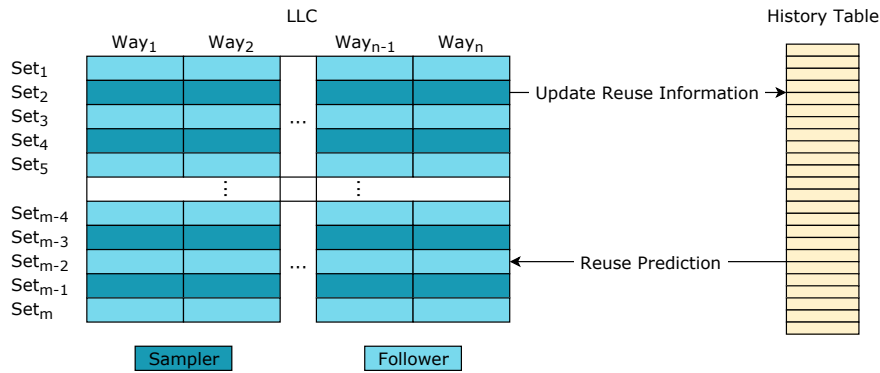 LLC
History Table
Way1 Way2 Wayn-1 Wayn
Set1
Set2
Update Reuse Information
Set3
...
Set4
Set5
⋮ ⋮
Setm-4
Setm-3
Setm-2
...
Reuse Prediction
Setm-1
Setm
Sampler
Follower